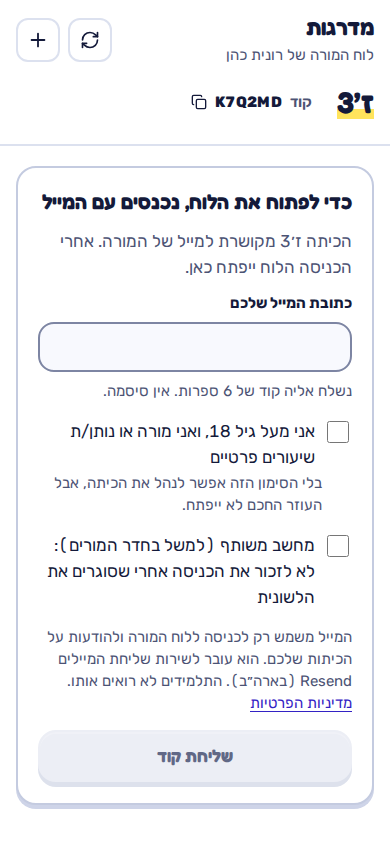 מדרגות
לוח המורה של רונית כהן
ז׳3
קוד K7Q2MD
כדי לפתוח את הלוח, נכנסים עם המייל
הכיתה ז׳3 מקושרת למייל של המורה. אחרי
הכניסה הלוח ייפתח כאן.
כתובת המייל שלכם
נשלח אליה קוד של 6 ספרות. אין סיסמה.
אני מעל גיל 18, ואני מורה או נותן/ת
שיעורים פרטיים
בלי הסימון הזה אפשר לנהל את הכיתה, אבל
העוזר החכם לא ייפתח.
מחשב משותף (למשל בחדר המורים):
לא לזכור את הכניסה אחרי שסוגרים את
הלשונית
המייל משמש רק לכניסה ללוח המורה ולהודעות על
הכיתות שלכם. הוא עובר לשירות שליחת המיילים
Resend (בארה״ב). התלמידים לא רואים אותו.
מדיניות הפרטיות
שליחת קוד